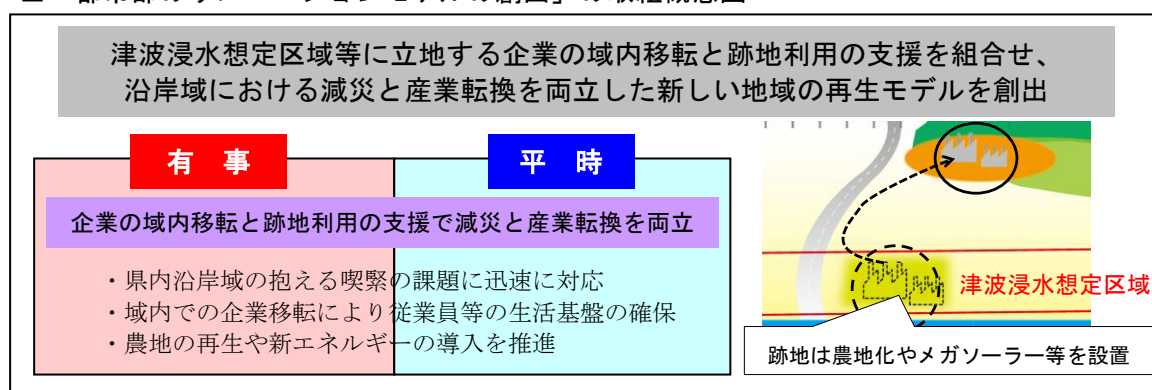 津波浸水想定区域等に立地する企業の域内移転と跡地利用の支援を組合せ、
沿岸域における減災と産業転換を両立した新しい地域の再生モデルを創出
有 事
平 時
企業の域内移転と跡地利用の支援で減災と産業転換を両立
・県内沿岸域の抱える喫緊の課題に迅速に対応
・域内での企業移転により従業員等の生活基盤の確保
・農地の再生や新エネルギーの導入を推進
津波浸水想定区域
跡地は農地化やメガソーラー等を設置